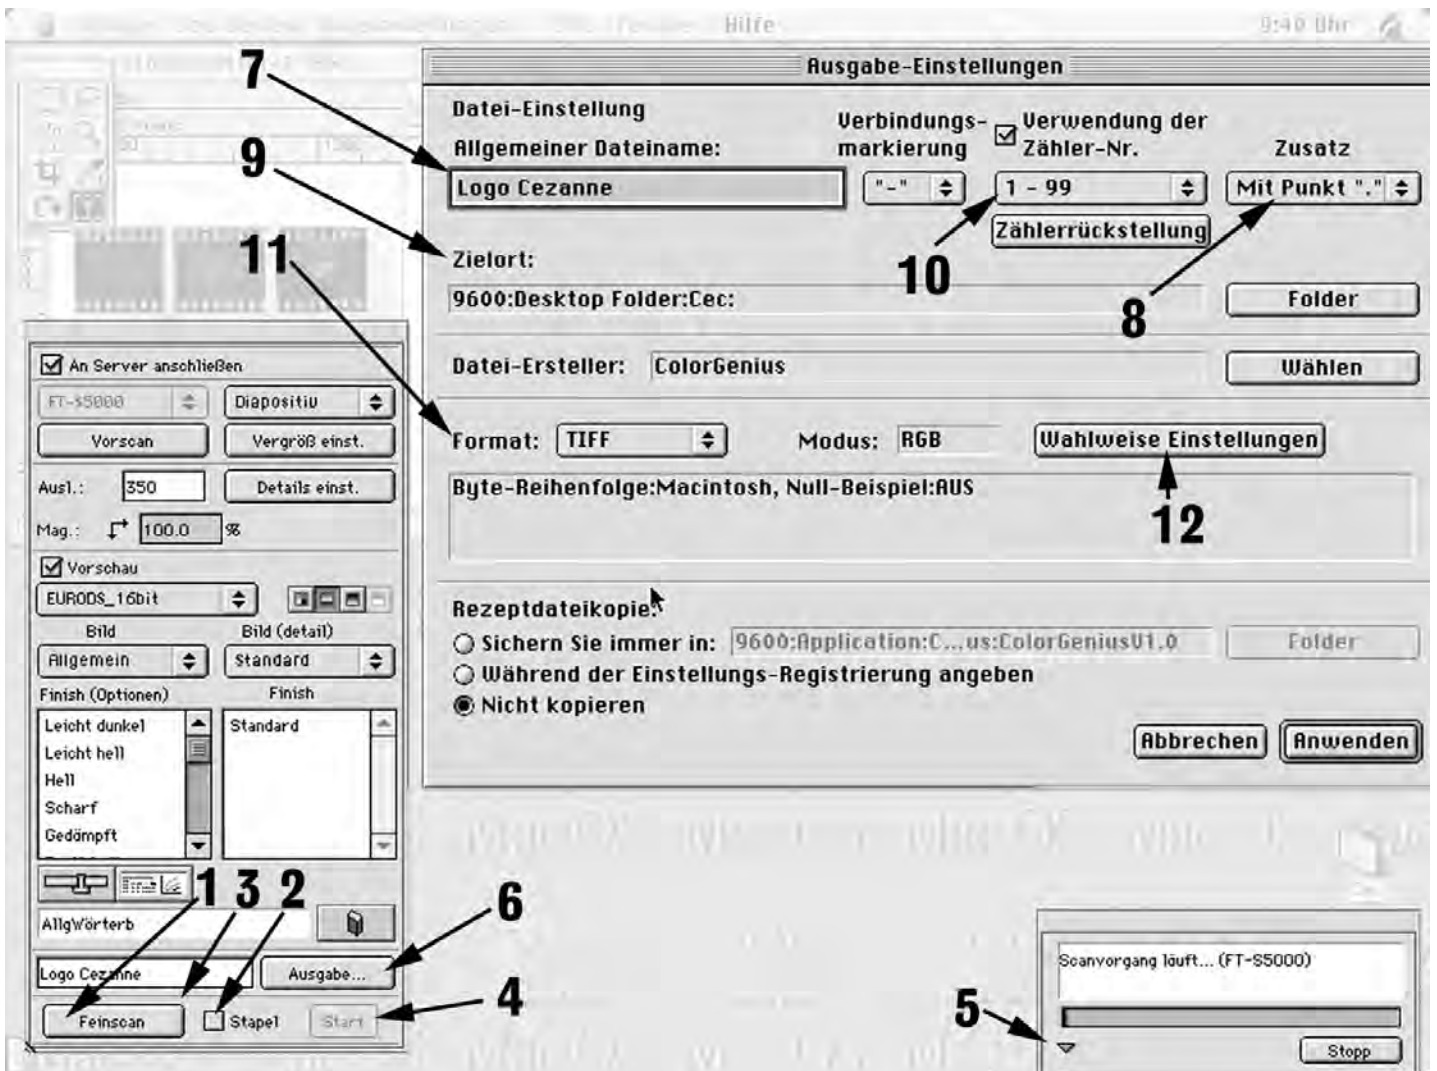 Hilfe
9:40 Uhr
Ausgabe-Einstellungen
Datei-Einstellung
Allgemeiner Dateiname:
Verbindungs-
markierung
Verwendung der
Zähler-Nr.
Zusatz
Logo Cezanne
"-"
1 - 99
Mit Punkt "."
Zählerrückstellung
Zielort:
9600:Desktop Folder:Cec:
Folder
Datei-Ersteller:
ColorGenius
Wählen
Format:
TIFF
Modus:
RGB
Wahlweise Einstellungen
Byte-Reihenfolge:Macintosh, Null-Beispiel:AUS
Rezeptdateikopie:
Sichern Sie immer in:
9600:Application:C...us:ColorGeniusV1.0
Folder
Während der Einstellungs-Registrierung angeben
Nicht kopieren
Abbrechen
Anwenden
7
9
11
10
8
12
An Server anschließen
FT-S5000
Diapositiv
Vorscan
Vergröß einst.
Ausl.:
350
Details einst.
Mag.:
100.0
%
Vorschau
EURODS_16bit
Bild
Bild (detail)
Allgemein
Standard
Finish (Optionen)
Finish
Leicht dunkel
Leicht hell
Hell
Scharf
Gedämpft
Standard
1
3
2
6
AllgWörterb
Logo Cezanne
Ausgabe...
Feinscan
Stapel
Start
4
5
Scanvorgang läuft... (FT-S5000)
Stopp